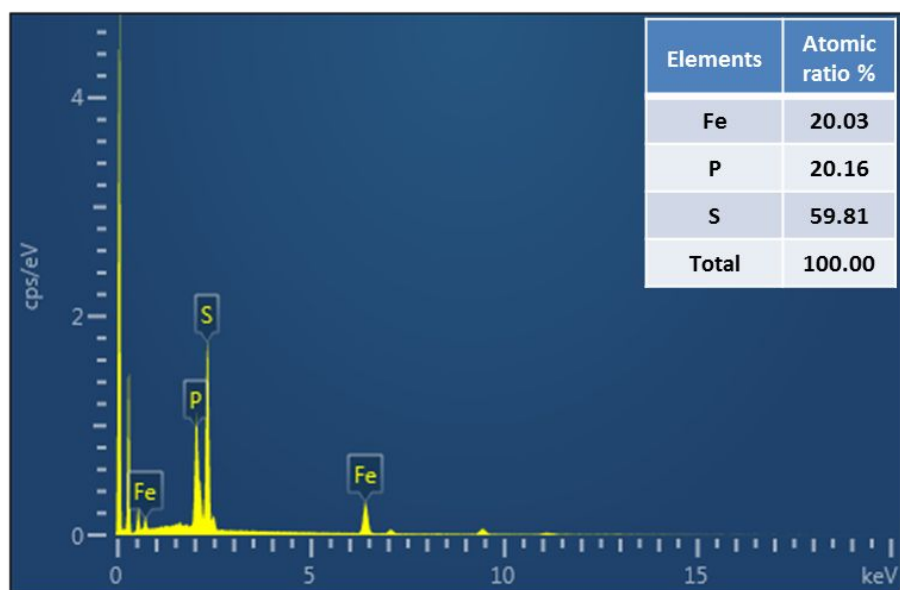 Elements Atomic ratio %
Fe 20.03
P 20.16
S 59.81
Total 100.00
cps/eV
4
2
0
S
P
Fe
Fe
0 5 10 15 keV